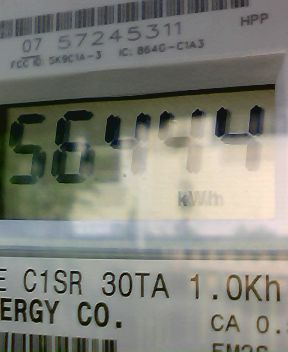 HPP
07 57245311
FCC ID: SK9C1A-3 IC: 864G-C1A3
56444
kWh
E C1SR 30TA 1.0Kh
ERGY CO.
CA 0.
EM2S